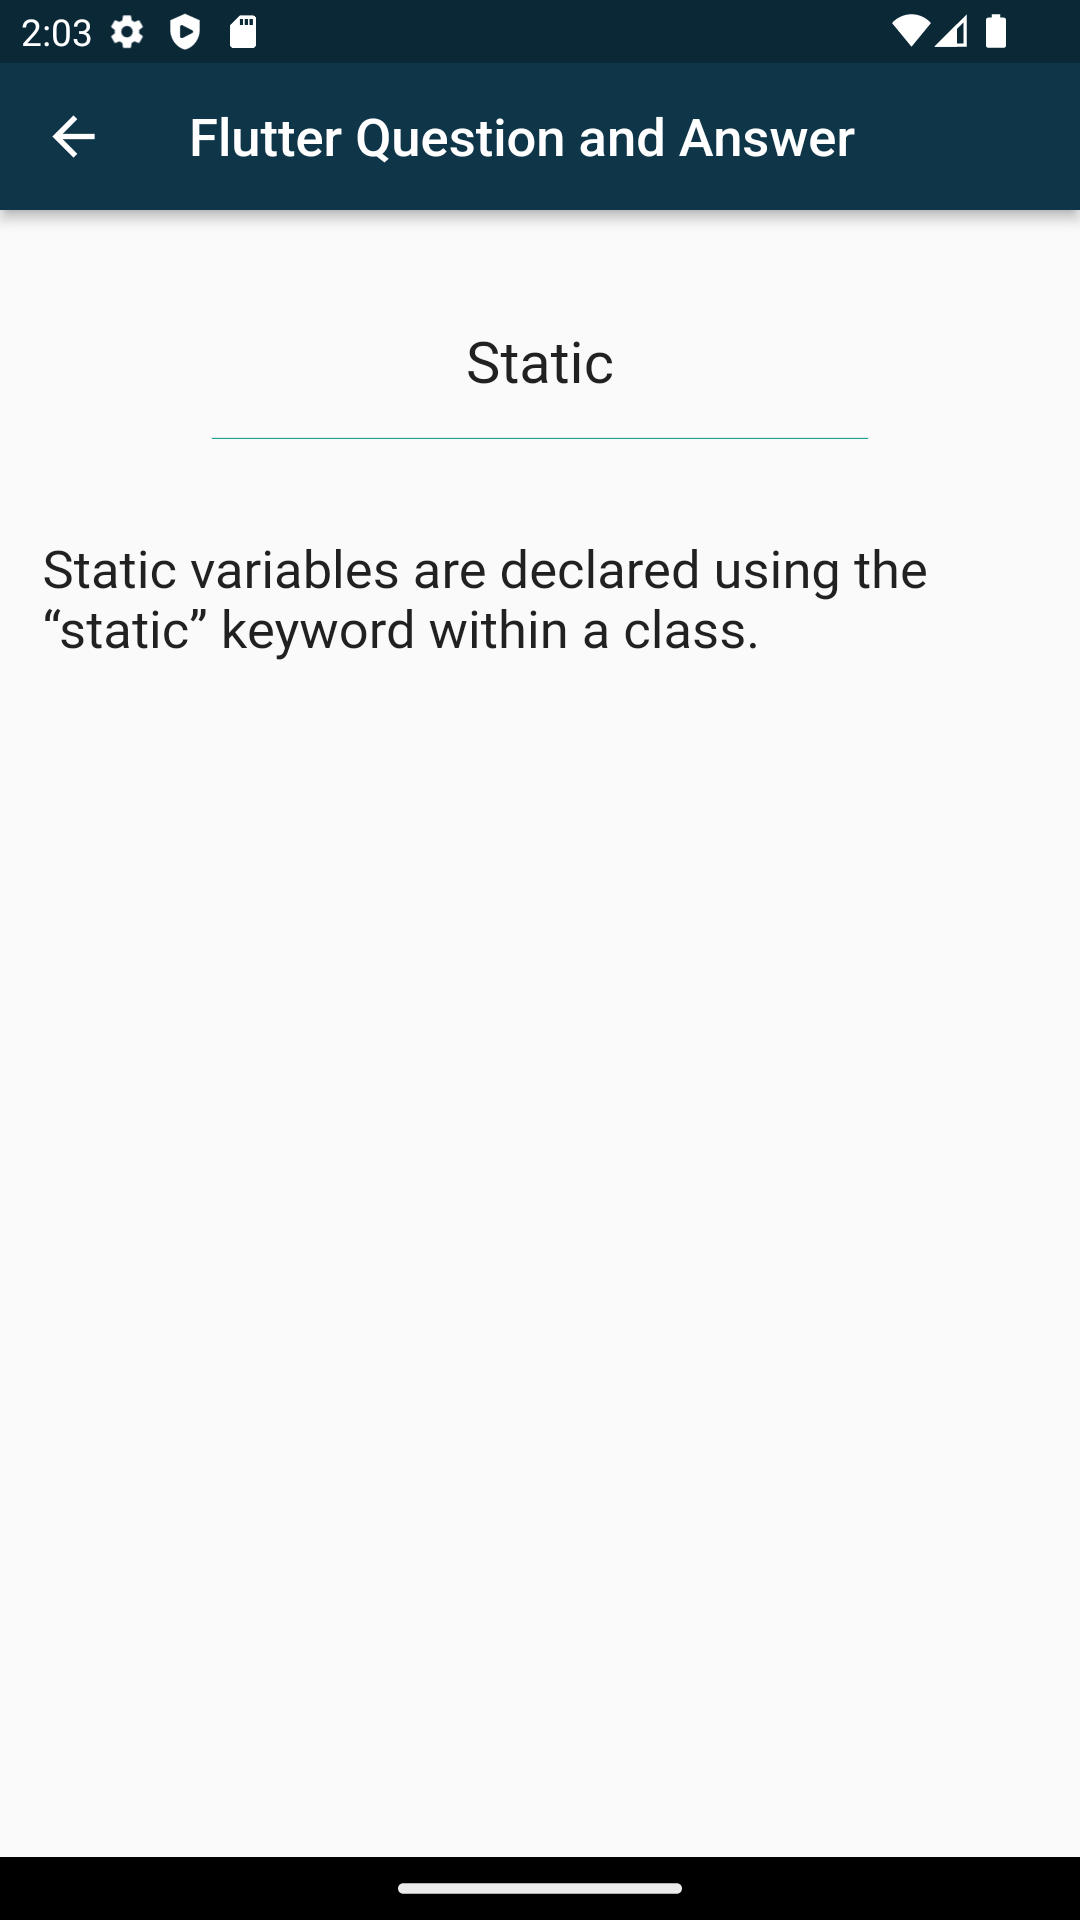 2:03
Flutter Question and Answer
Static
Static variables are declared using the
“static” keyword within a class.